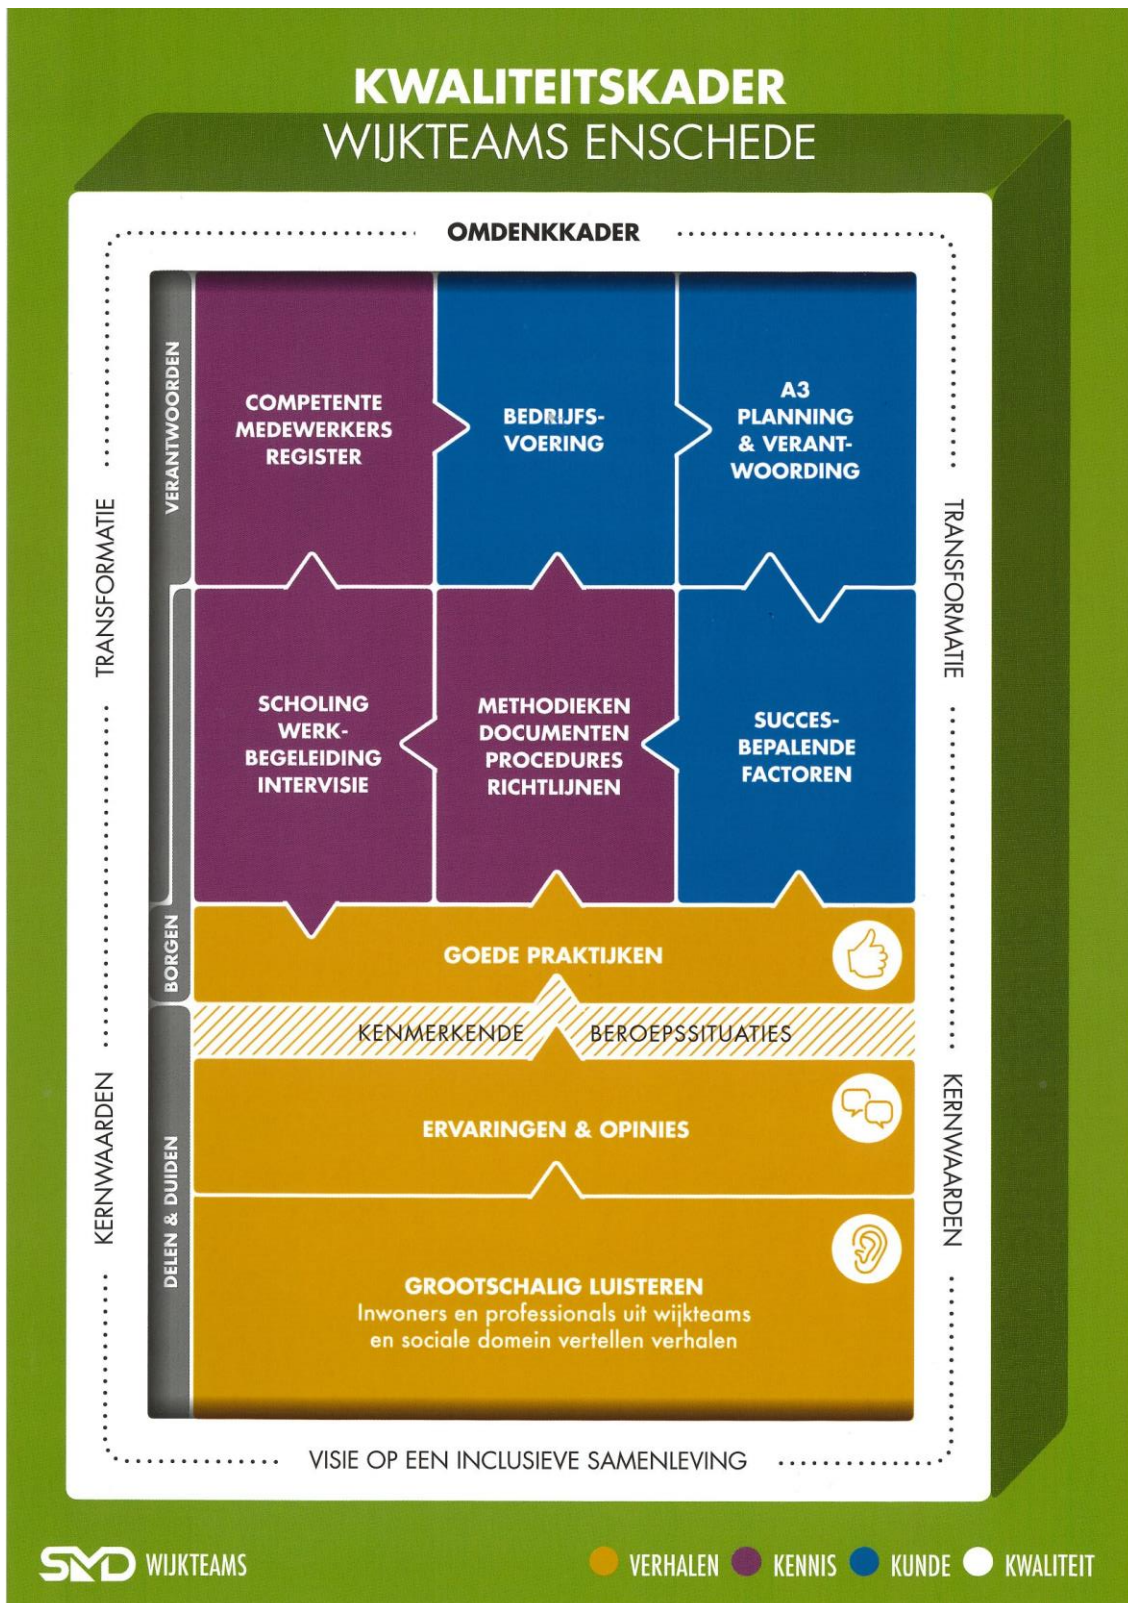 KWALITEITSKADER
WIJKTEAMS ENSCHEDE
OMDENKKADER
VERANTWOORDEN
COMPETENTE
MEDEWERKERS
REGISTER
BEDRIJFS-
VOERING
A3
PLANNING
& VERANT-
WOORDING
TRANSFORMATIE
TRANSFORMATIE
SCHOLING
WERK-
BEGELEIDING
INTERVISIE
METHODIEKEN
DOCUMENTEN
PROCEDURES
RICHTLIJNEN
SUCCES-
BEPALENDE
FACTOREN
BORGEN
GOEDE PRAKTIJKEN
KENMERKENDE BEROEPSSITUATIES
KERNWAARDEN
KERNWAARDEN
DELEN & DUIDEN
ERVARINGEN & OPINIES
GROOTSCHALIG LUISTEREN
Inwoners en professionals uit wijkteams
en sociale domein vertellen verhalen
VISIE OP EEN INCLUSIEVE SAMENLEVING
SMD WIJKTEAMS
VERHALEN KENNIS KUNDE KWALITEIT